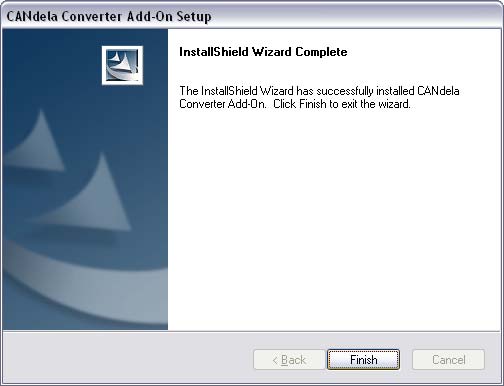 CANdela Converter Add-On Setup
InstallShield Wizard Complete
The InstallShield Wizard has successfully installed CANdela
Converter Add-On. Click Finish to exit the wizard.
< Back
Finish
Cancel